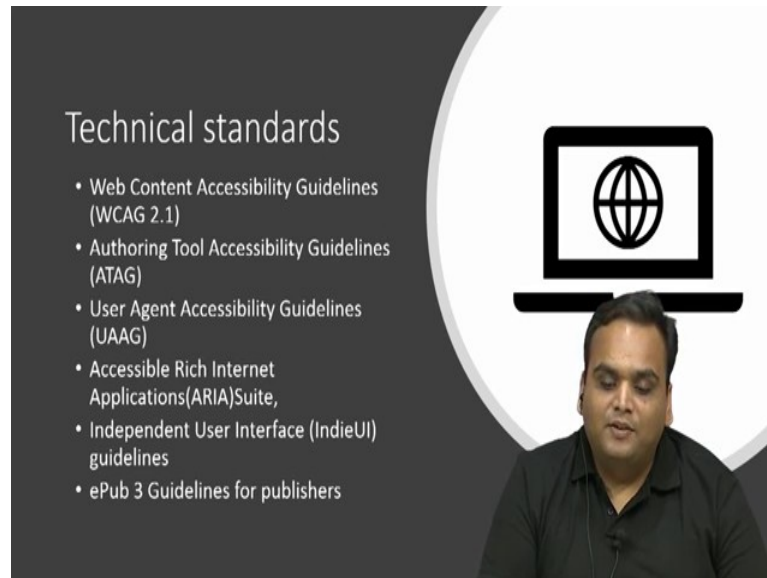 Technical standards
• Web Content Accessibility Guidelines
(WCAG 2.1)
• Authoring Tool Accessibility Guidelines
(ATAG)
• User Agent Accessibility Guidelines
(UAAG)
• Accessible Rich Internet
Applications(ARIA)Suite,
• Independent User Interface (IndieUI)
guidelines
• ePub 3 Guidelines for publishers